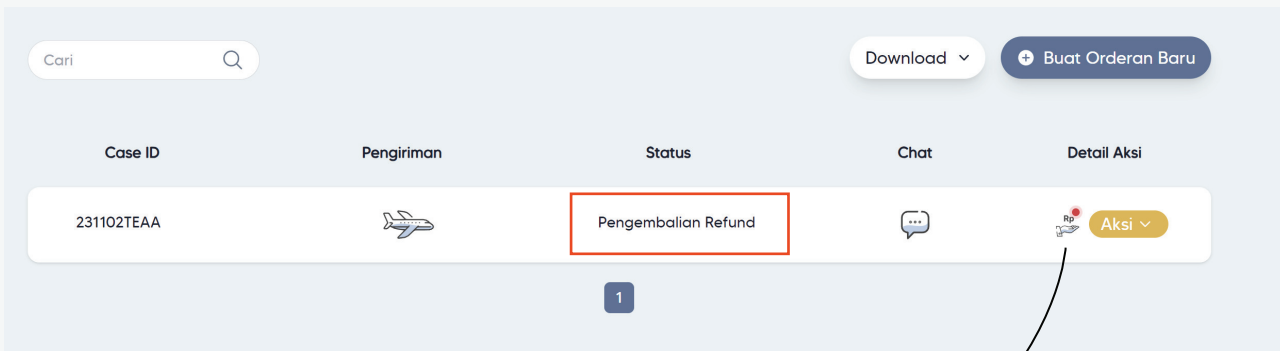 Cari
Download
Buat Orderan Baru
Case ID Pengiriman Status Chat Detail Aksi
231102TEAA Pengembalian Refund Rp Aksi
1